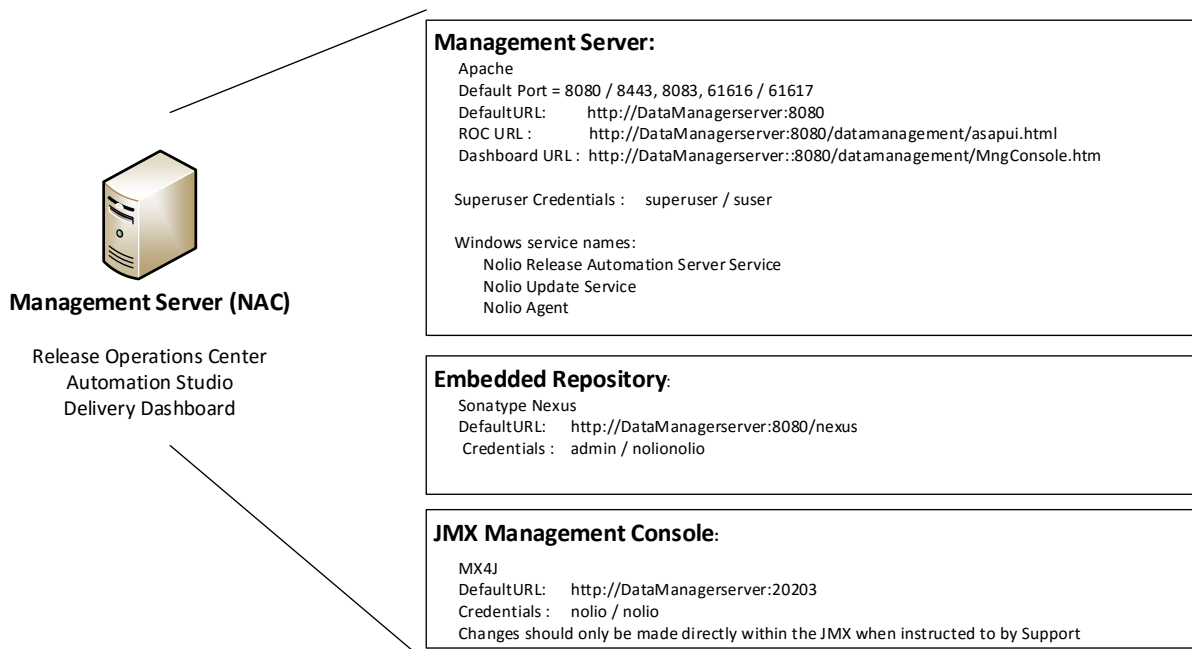 Management Server (NAC)
Release Operations Center
Automation Studio
Delivery Dashboard
Management Server:
Apache
Default Port = 8080 / 8443, 8083, 61616 / 61617
DefaultURL: http://DataManagerserver:8080
ROC URL : http://DataManagerserver:8080/datamanagement/asapui.html
Dashboard URL : http://DataManagerserver::8080/datamanagement/MngConsole.htm
Superuser Credentials : superuser / suser
Windows service names:
Nolio Release Automation Server Service
Nolio Update Service
Nolio Agent
Embedded Repository:
Sonatype Nexus
DefaultURL: http://DataManagerserver:8080/nexus
Credentials : admin / nolionolio
JMX Management Console:
MX4J
DefaultURL: http://DataManagerserver:20203
Credentials : nolio / nolio
Changes should only be made directly within the JMX when instructed to by Support